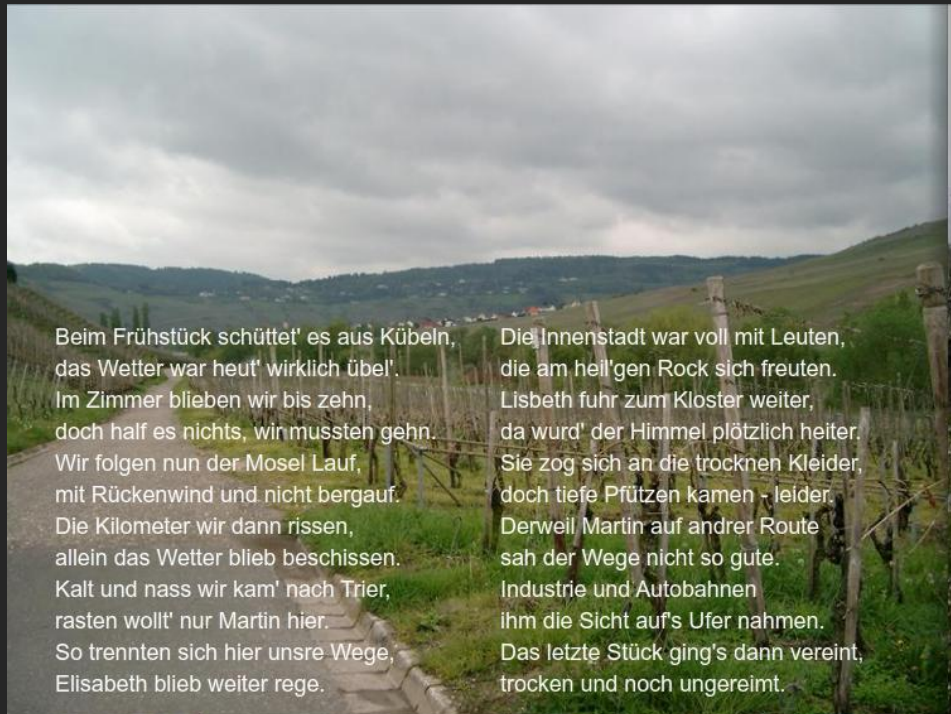 Beim Frühstück schüttet' es aus Kübeln,
das Wetter war heut' wirklich übel'.
Im Zimmer blieben wir bis zehn,
doch half es nichts, wir mussten gehn.
Wir folgen nun der Mosel Lauf,
mit Rückenwind und nicht bergauf.
Die Kilometer wir dann rissen,
allein das Wetter blieb beschissen.
Kalt und nass wir kam' nach Trier,
rasten wollt' nur Martin hier.
So trennten sich hier unsre Wege,
Elisabeth blieb weiter rege.
Die Innenstadt war voll mit Leuten,
die am heil'gen Rock sich freuten.
Lisbeth fuhr zum Kloster weiter,
da wurd' der Himmel plötzlich heiter.
Sie zog sich an die trocknen Kleider,
doch tiefe Pfützen kamen - leider.
Derweil Martin auf andrer Route
sah der Wege nicht so gute.
Industrie und Autobahnen
ihm die Sicht auf's Ufer nahmen.
Das letzte Stück ging's dann vereint,
trocken und noch ungereimt.